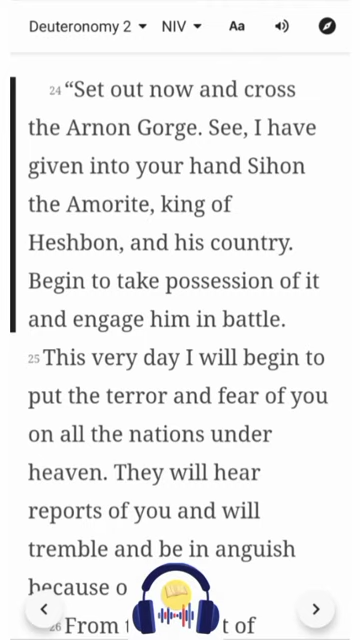 Deuteronomy 2 NIV Aa
24 “Set out now and cross
the Arnon Gorge. See, I have
given into your hand Sihon
the Amorite, king of
Heshbon, and his country.
Begin to take possession of it
and engage him in battle.
25 This very day I will begin to
put the terror and fear of you
on all the nations under
heaven. They will hear
reports of you and will
tremble and be in anguish
because o
26 From t of